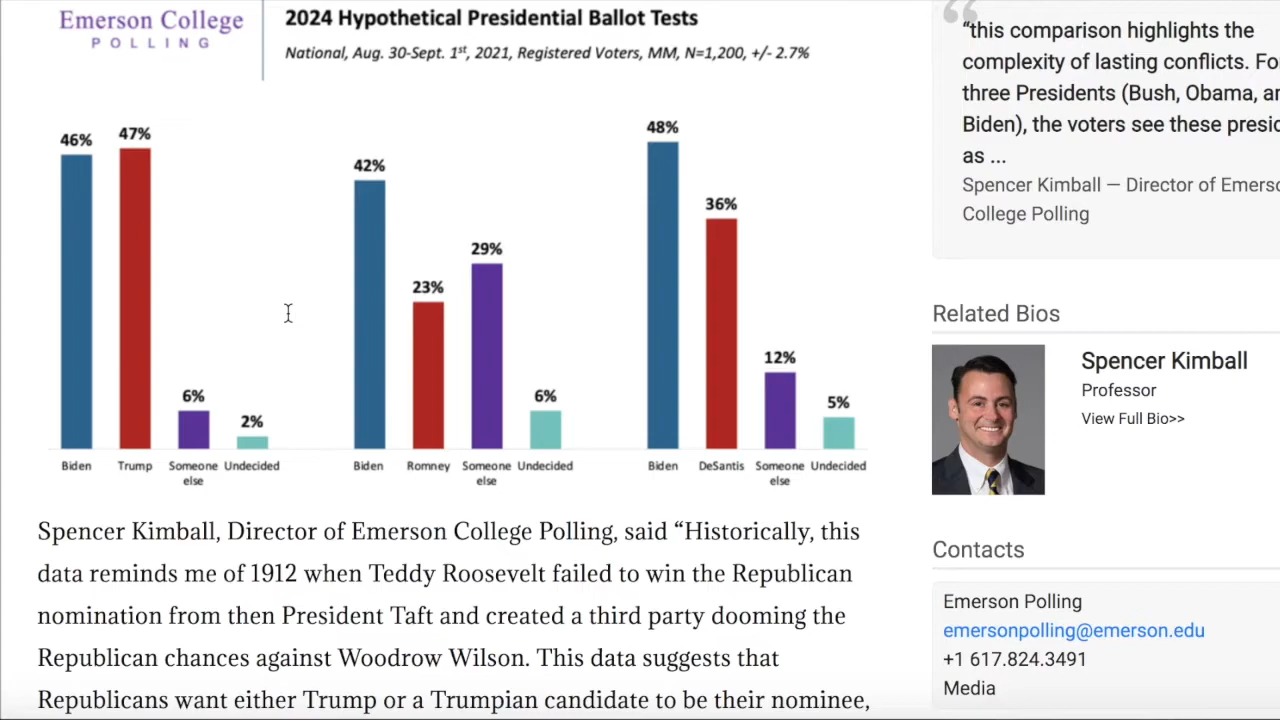 Emerson College
POLLING
2024 Hypothetical Presidential Ballot Tests
National, Aug. 30-Sept. 1st, 2021, Registered Voters, MM, N=1,200, +/- 2.7%
46%
47%
6%
2%
Biden
Trump
Someone
else
Undecided
42%
23%
29%
6%
Biden
Romney
Someone
else
Undecided
48%
36%
12%
5%
Biden
DeSantis
Someone
else
Undecided
Spencer Kimball, Director of Emerson College Polling, said “Historically, this
data reminds me of 1912 when Teddy Roosevelt failed to win the Republican
nomination from then President Taft and created a third party dooming the
Republican chances against Woodrow Wilson. This data suggests that
Republicans want either Trump or a Trumpian candidate to be their nominee,
“this comparison highlights the
complexity of lasting conflicts. Fo
three Presidents (Bush, Obama, a
Biden), the voters see these presid
as ...
Spencer Kimball — Director of Emerso
College Polling
Related Bios
Spencer Kimball
Professor
View Full Bio>>
Contacts
Emerson Polling
emersonpolling@emerson.edu
+1 617.824.3491
Media